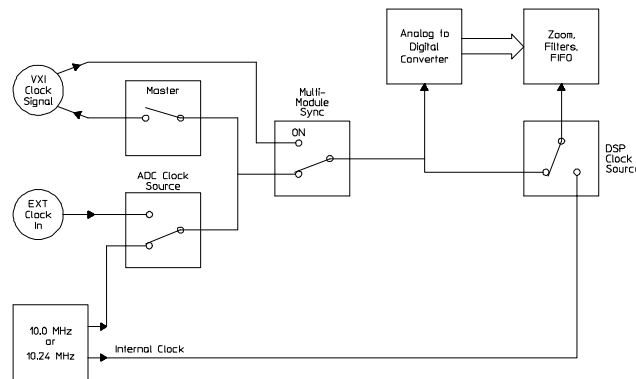 Analog to
Digital
Converter
Zoom,
Filters,
FIFO
VXI
Clock
Signal
Master
Multi-
Module
Sync
ON
DSP
Clock
Source
ADC Clock
Source
EXT
Clock
In
10.0 MHz
or
10.24 MHz
Internal Clock